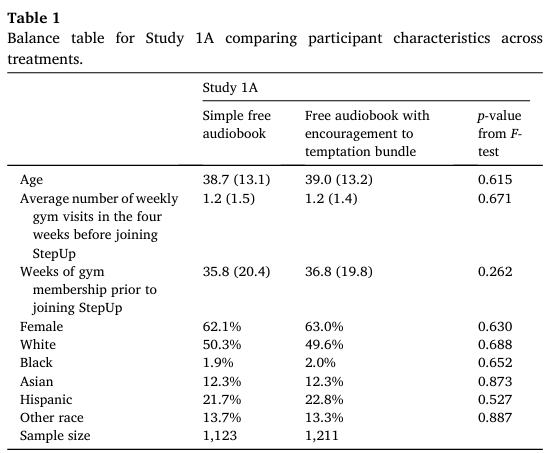 Table 1
Balance table for Study 1A comparing participant characteristics across
treatments.
Study 1A
Simple free audiobook Free audiobook with encouragement to temptation bundle p-value from F-test
Age 38.7 (13.1) 39.0 (13.2) 0.615
Average number of weekly 1.2 (1.5) 1.2 (1.4) 0.671
gym visits in the four
weeks before joining
StepUp
Weeks of gym 35.8 (20.4) 36.8 (19.8) 0.262
membership prior to
joining StepUp
Female 62.1% 63.0% 0.630
White 50.3% 49.6% 0.688
Black 1.9% 2.0% 0.652
Asian 12.3% 12.3% 0.873
Hispanic 21.7% 22.8% 0.527
Other race 13.7% 13.3% 0.887
Sample size 1,123 1,211